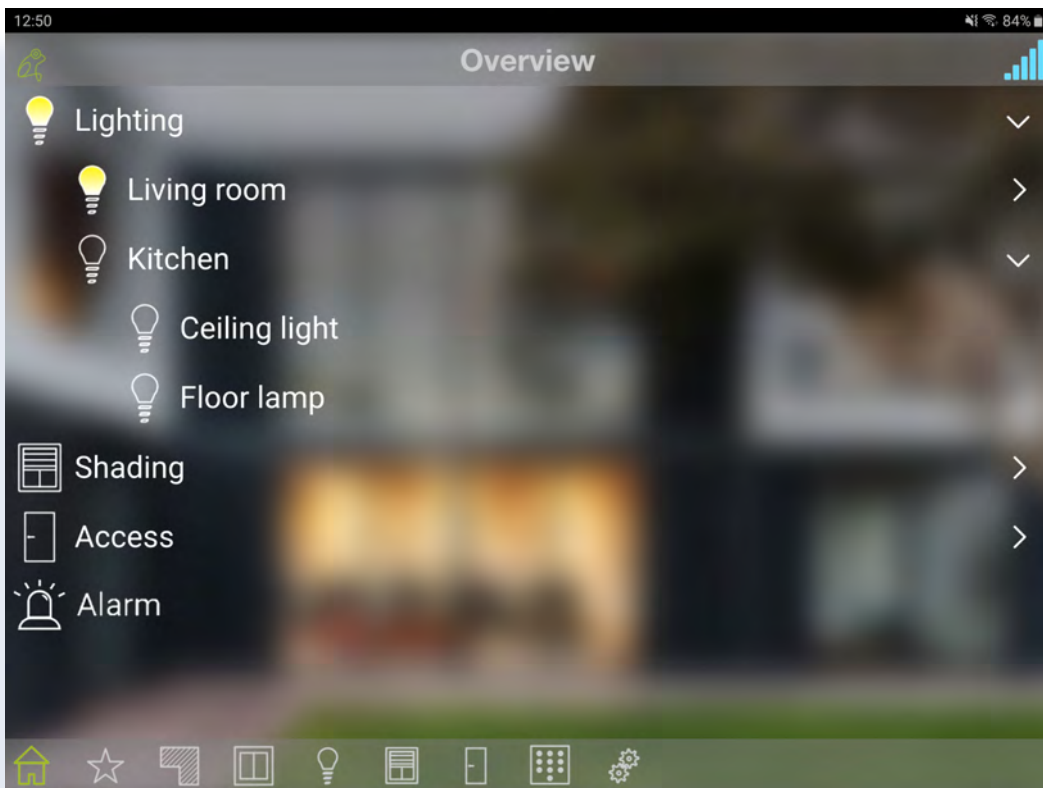 12:50
84%
Overview
Lighting
Living room
Kitchen
Ceiling light
Floor lamp
Shading
Access
Alarm